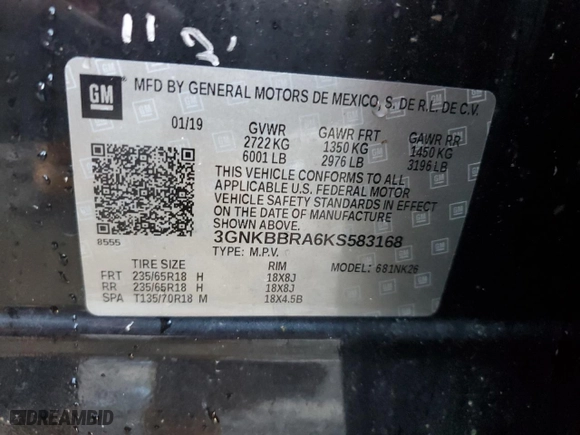 11 2
GM
MFD BY GENERAL MOTORS DE MEXICO, S. DE R.L. DE C.V.
01/19 GVWR GAWR FRT GAWR RR
2722 KG 1350 KG 1450 KG
6001 LB 2976 LB 3196 LB
THIS VEHICLE CONFORMS TO ALL
APPLICABLE U.S. FEDERAL MOTOR
VEHICLE SAFETY STANDARDS IN EFFECT
ON THE DATE OF MANUFACTURE SHOWN ABOVE.
8555 3GNKBBRA6KS583168
TYPE: M.P.V. MODEL: 681NK26
TIRE SIZE RIM
FRT 235/65R18 H 18X8J
RR 235/65R18 H 18X8J
SPA T135/70R18 M 18X4.5B
DREAMBID